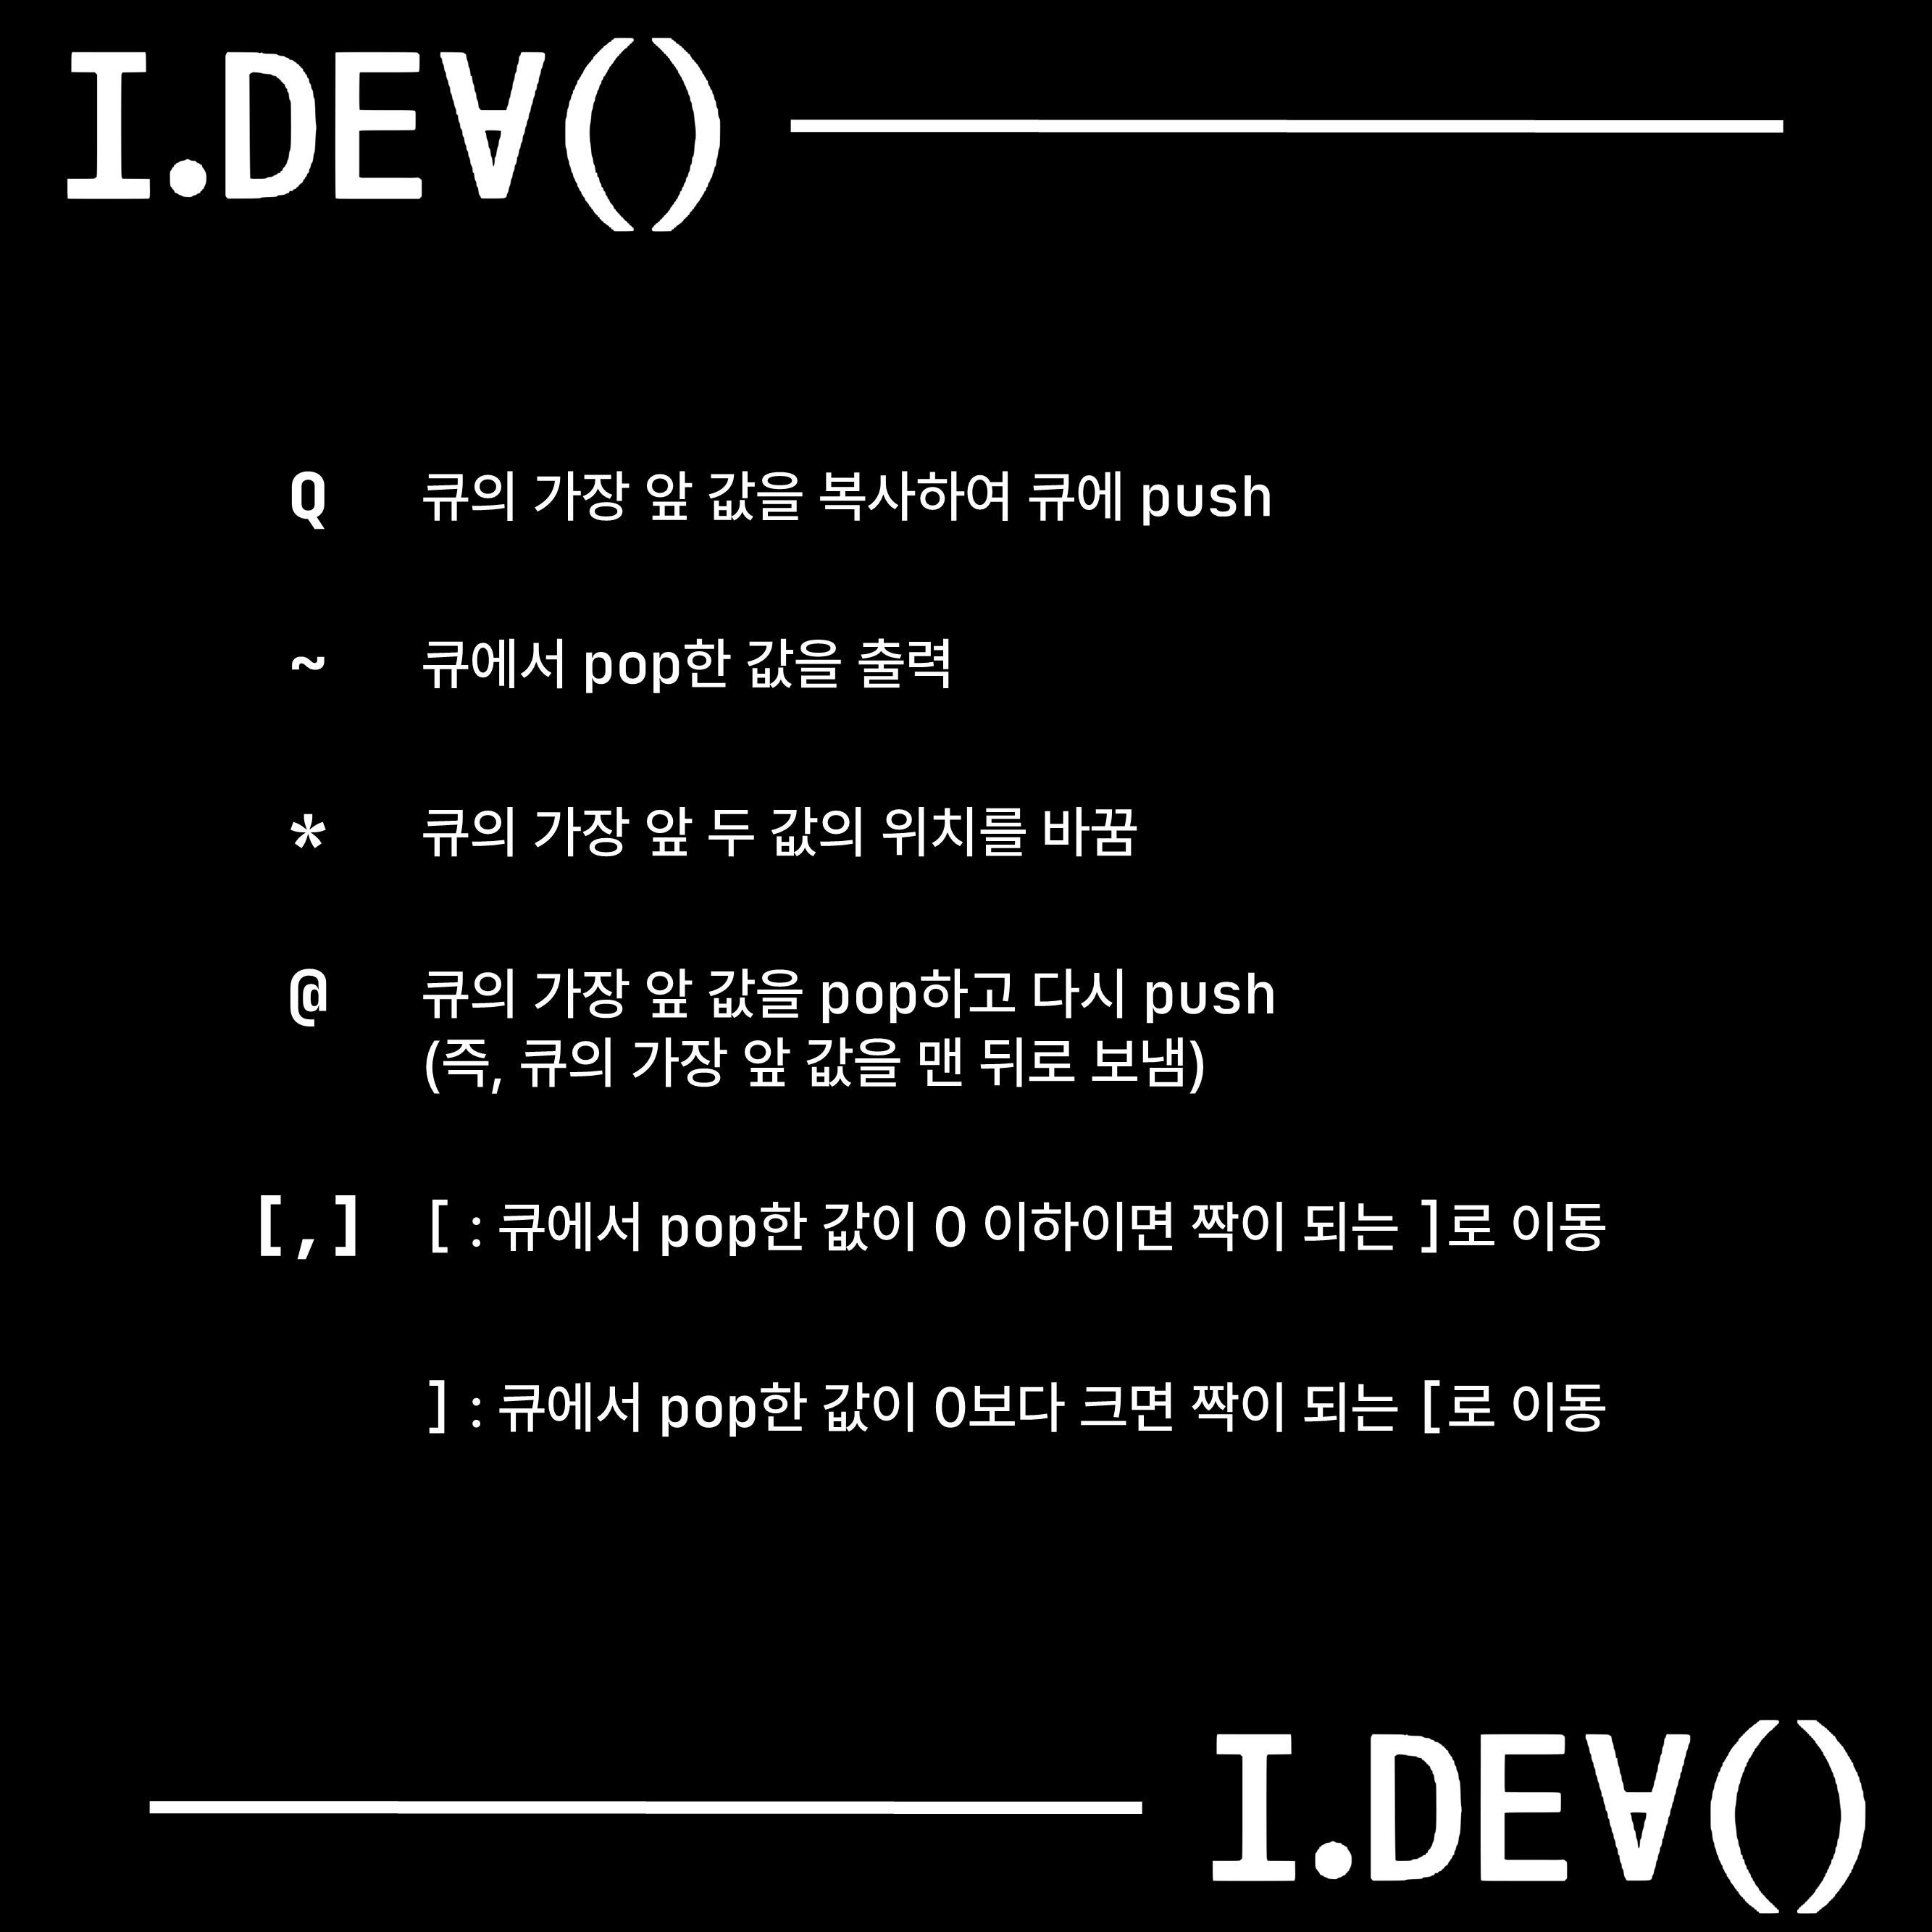 I.DEV()
Q 큐의 가장 앞 값을 복사하여 큐에 push
~ 큐에서 pop한 값을 출력
* 큐의 가장 앞 두 값의 위치를 바꿈
@ 큐의 가장 앞 값을 pop하고 다시 push
(즉, 큐의 가장 앞 값을 맨 뒤로 보냄)
[,] [ : 큐에서 pop한 값이 0 이하이면 짝이 되는 ]로 이동
] : 큐에서 pop한 값이 0보다 크면 짝이 되는 [로 이동
I.DEV()